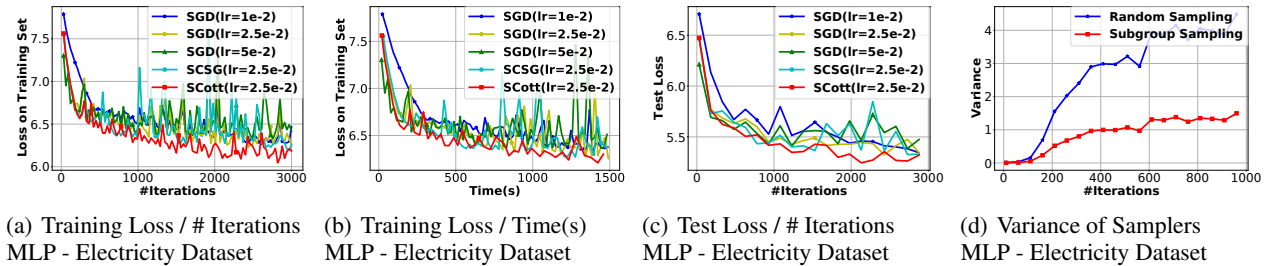 Loss on Training Set
7.5
7.0
6.5
6.0
SGD(lr=1e-2)
SGD(lr=2.5e-2)
SGD(lr=5e-2)
SCSG(lr=2.5e-2)
SCott(lr=2.5e-2)
0 1000 2000 3000
#Iterations
Loss on Training Set
7.5
7.0
6.5
SGD(lr=1e-2)
SGD(lr=2.5e-2)
SGD(lr=5e-2)
SCSG(lr=2.5e-2)
SCott(lr=2.5e-2)
0 500 1000 1500
Time(s)
Test Loss
6.5
6.0
5.5
SGD(lr=1e-2)
SGD(lr=2.5e-2)
SGD(lr=5e-2)
SCSG(lr=2.5e-2)
SCott(lr=2.5e-2)
0 1000 2000 3000
#Iterations
Variance
4
3
2
1
0
Random Sampling
Subgroup Sampling
0 200 400 600 800 1000
#Iterations
(a) Training Loss / # Iterations
MLP - Electricity Dataset
(b) Training Loss / Time(s)
MLP - Electricity Dataset
(c) Test Loss / # Iterations
MLP - Electricity Dataset
(d) Variance of Samplers
MLP - Electricity Dataset